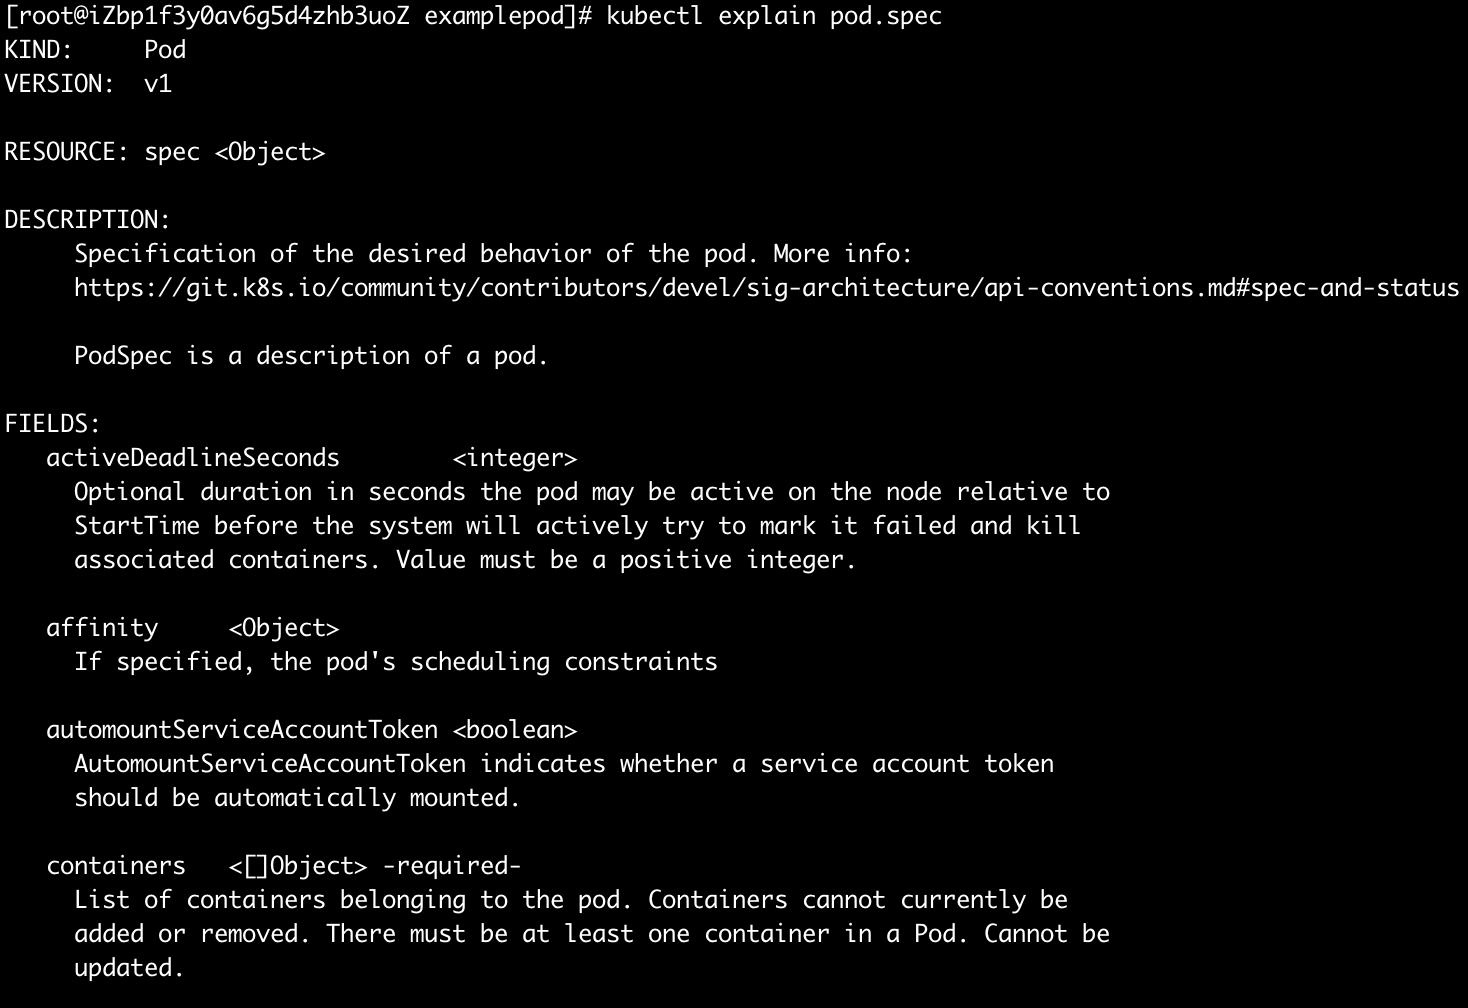 [root@iZbp1f3y0av6g5d4zhb3uoZ examplepod]# kubectl explain pod.spec
KIND:     Pod
VERSION:  v1
RESOURCE: spec <Object>
DESCRIPTION:
Specification of the desired behavior of the pod. More info:
https://git.k8s.io/community/contributors/devel/sig-architecture/api-conventions.md#spec-and-status
PodSpec is a description of a pod.
FIELDS:
activeDeadlineSeconds        <integer>
Optional duration in seconds the pod may be active on the node relative to
StartTime before the system will actively try to mark it failed and kill
associated containers. Value must be a positive integer.
affinity     <Object>
If specified, the pod's scheduling constraints
automountServiceAccountToken <boolean>
AutomountServiceAccountToken indicates whether a service account token
should be automatically mounted.
containers   <[]Object> -required-
List of containers belonging to the pod. Containers cannot currently be
added or removed. There must be at least one container in a Pod. Cannot be
updated.